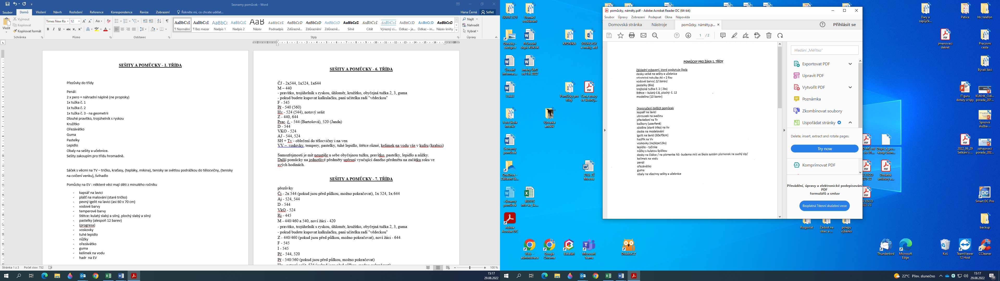 Seznamy pomůcek - Word
Soubor Domů Vložení Návrh Rozložení Reference Korespondence Revize Zobrazení Řekněte mi, co chcete udělat... Hana Černá Sdílet
Vložit
Vyjmout
Kopírovat
Kopírovat formát
Schránka
Times New Ro 12
Písmo
Odstavec
¶ Normální ¶ Bez mezer Nadpis 1 Nadpis 2 Název Podnadpis Zdůrazně... Zdůraznění Zdůrazně... Silné Citát Výrazný ci... Odkaz – je... Odkaz – in... Název knihy
Styly
Najít
Nahradit
Vybrat
Úpravy
SEŠITY A POMŮCKY - 1. TŘÍDA
Přezůvky do třídy
Penál:
2 x pero + náhradní náplně (ne propisky)
1x tužka č. 1
1x tužka č. 2
1x tužka č. 3 - na geometrii
Dlouhé pravítko, trojúhelník s ryskou
Kružítko
Ořezávátko
Guma
Pastelky
Lepidlo
Obaly na sešity a učebnice.
Sešity zakoupím pro třídu hromadně.
Sáček s věcmi na TV – tričko, kraťasy, (tepláky, mikina), tenisky se světlou podrážkou do tělocvičny, (tenisky
na cvičení venku), švihadlo
Pomůcky na EV : některé věci mají děti z minulého ročníku
- kapsář na lavici
- plášť na malování (staré tričko)
- pevný igelit na lavici (asi 60 x 70 cm)
- vodové barvy
- temperové barvy
- štětce: kulatý slabý a silný, plochý slabý a silný
- pastelky (alespoň 12 barev)
- (progresa)
- voskovky
- tuhé lepidlo
- nůžky
- ořezávátko
- guma
- kelímek na vodu
- hadr na EV
SEŠITY A POMŮCKY - 6. TŘÍDA
ČJ - 2x544, 1x524, 1x644
M – 440
- pravítko, trojúhelník s ryskou, úhloměr, kružítko, obyčejná tužka 2, 3, guma
- pokud budete kupovat kalkulačku, paní učitelka radí "vědeckou"
F - 545
Př - 540 (560)
Hv - 524 (544), notový sešit
Z - 440, 644
Prac. č. - 544 (Bartošová), 520 (Janda)
D - 544
VKO - 524
AJ - 544, 524
SH + Tv - oblečení do tělocvičny i na ven
VV – vodovky, tempery, pastelky, tuhé lepidlo, štětce různé, kelímek na vodu vše v kufru (krabici)
Samozřejmostí je mít neustále u sebe obyčejnou tužku, pravítko, pastelky, lepidlo a nůžky.
Další pomůcky na jednotlivé předměty upřesní vyučující daného předmětu na začátku roku ve
svých hodinách.
SEŠITY A POMŮCKY - 7. TŘÍDA
přezůvky
Čj - 2x 544 (pokud jsou před půlkou, možno pokračovat), 1x 524, 1x 644
Aj - 524, 544
D - 544
VkO - 524
Rj - 445
M - 440/460 a 540, noví žáci - 420
- pravítko, trojúhelník s ryskou, úhloměr, kružítko, obyčejná tužka 2, 3, guma
- pokud budete kupovat kalkulačku, paní učitelka radí "vědeckou"
Z - 440/460 (pokud jsou před půlkou, možno pokračovat), noví žáci - 644
F - 545
I - 545
Pč - 544, 520
Př - 540/560 (pokud jsou před půlkou, možno pokračovat)
Hv - notový sešit, 524 (pokud jsou před půlkou, možno pokračovat)
Stránka 1 z 3 Počet slov: 752 100 %
15:17
29.08.2022
GDPR 2021
Domácí vzdělávání
Obrázky – zástupce
Průvodní dopis KUKHK
KRONIKA
SOUHLASY e-maily, atd
Úvodní informac...
změny ŠMT od 1.9. 2022
Lukáš
Pomůcky pro třídy
Cena stravy ve školní j...
Foto škola interiér
Výtvarka andělé
Seznamy pomůcek
OneDrive - Základní šk...
21.9. ZŠ Mostek
~$znamy pomůcek
BOVYS info-ke_šk....
Adobe Acrobat DC
Web - administrace
Google Chrome
Bakaláři
Microsoft Teams
DidaktaCZ
pomůcky, náměty.pdf - Adobe Acrobat Reader DC (64-bit)
Soubor Úpravy Zobrazení Podepsat Okna Nápověda
Domovská stránka Nástroje pomůcky, náměty.p... Přihlásit se
1 / 2
POMŮCKY PRO ŽÁKA 1. TŘÍDY
Základní vybavení, které poskytuje škola
desky velké na sešity a učebnice
stíratelná tabulka A4 + 2 fixy
vodové barvy( 12 barev)
pastelky (6ks)
trojboká tužka č. 2 ( 2ks)
štětce – kulatý-č.8, plochý- č. 12
modelína (10 barev)
Doporučení dalších pomůcek
kapsář na lavici
ubrousek na svačinu
převlečení na Tv
bačkory (uzavřené)
zástěra (staré triko) na Vv
deska na modelování
igelit na lavici (60x70cm)
hadřík na Vv
voskovky (nejlépe12ks)
lepidlo - tyčinka
nůžky s kulatou špičkou
desky na číslice / na písmenka NE- budeme mít ve škole systém písmenek na suchý zip/
kelímek na vodu
penál
ořezávátko
guma
obaly na všechny sešity a učebnice
Hledání „Měřítko"
Exportovat PDF
Upravit PDF
Vytvořit PDF
Poznámka
Zkombinovat soubory
Uspořádat stránky
Delete, insert, extract and rotate pages.
Try now
Komprimovat PDF
Převádění, úpravy a elektronické podepisování
PDF
formulářů a smluv
Bezplatná 7denní zkušební verze
Dary a zápůjčk...
Petice
htc telefon
jmenovací dekret
Pracovní cesta
Bývalí žáci
IT guru dotazy a tipy
KUKHK_Odl... porada_201...
Spisová služba ...
D-MŠ od do 31....
Dopis_k_po... -koop úkon...
2022_06_29 Setkání s ...
zahajovací porada_202...
Z ESCO 021-22
Dodatek smlouvy a...
Z ESCO 022-23
Smart DC Pro
Rozpočet
Žádost na obec a ...
polepy výběrko
backup
Thunderbird
Microsoft Edge
Koš
TeamViewer 12 Host
CCleaner
22°C Přev. slunečno
15:17
29.08.2022
19